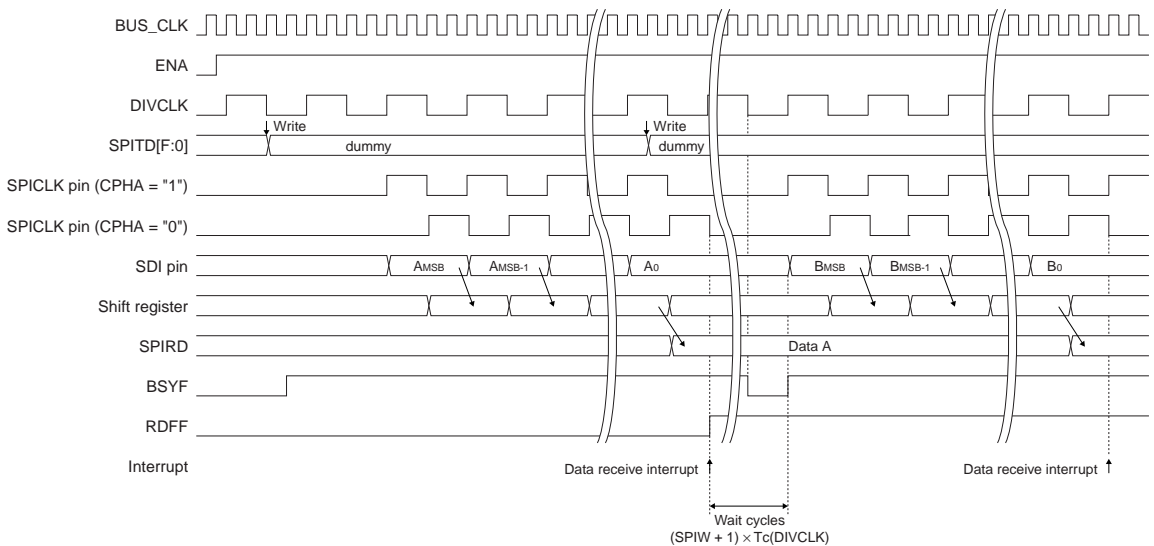 BUS_CLK
ENA
DIVCLK
Write
Write
SPITD[F:0]
dummy
dummy
SPICLK pin (CPHA = "1")
SPICLK pin (CPHA = "0")
SDI pin
AMSB
AMSB-1
A0
BMSB
BMSB-1
B0
Shift register
SPIRD
Data A
BSYF
RDFF
Interrupt
Data receive interrupt
Data receive interrupt
Wait cycles
(SPIW + 1) × Tc(DIVCLK)